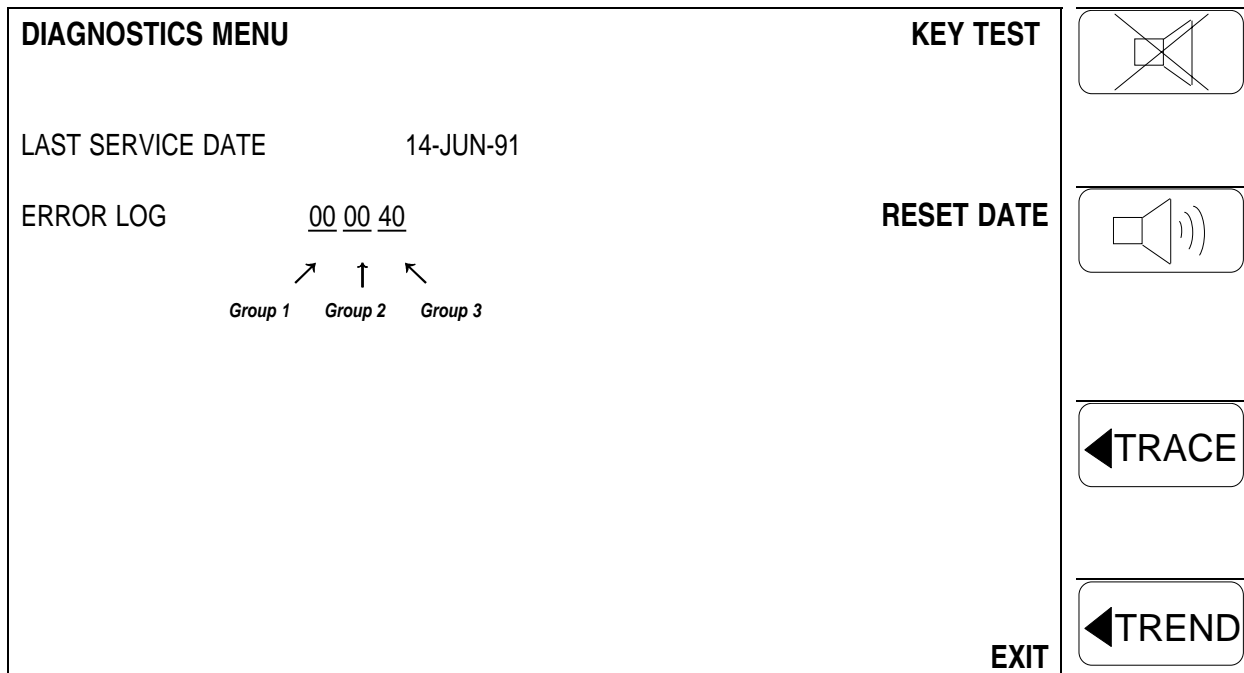 DIAGNOSTICS MENU KEY TEST
LAST SERVICE DATE 14-JUN-91
ERROR LOG 00 00 40 RESET DATE
Group 1 Group 2 Group 3
TRACE
TREND
EXIT